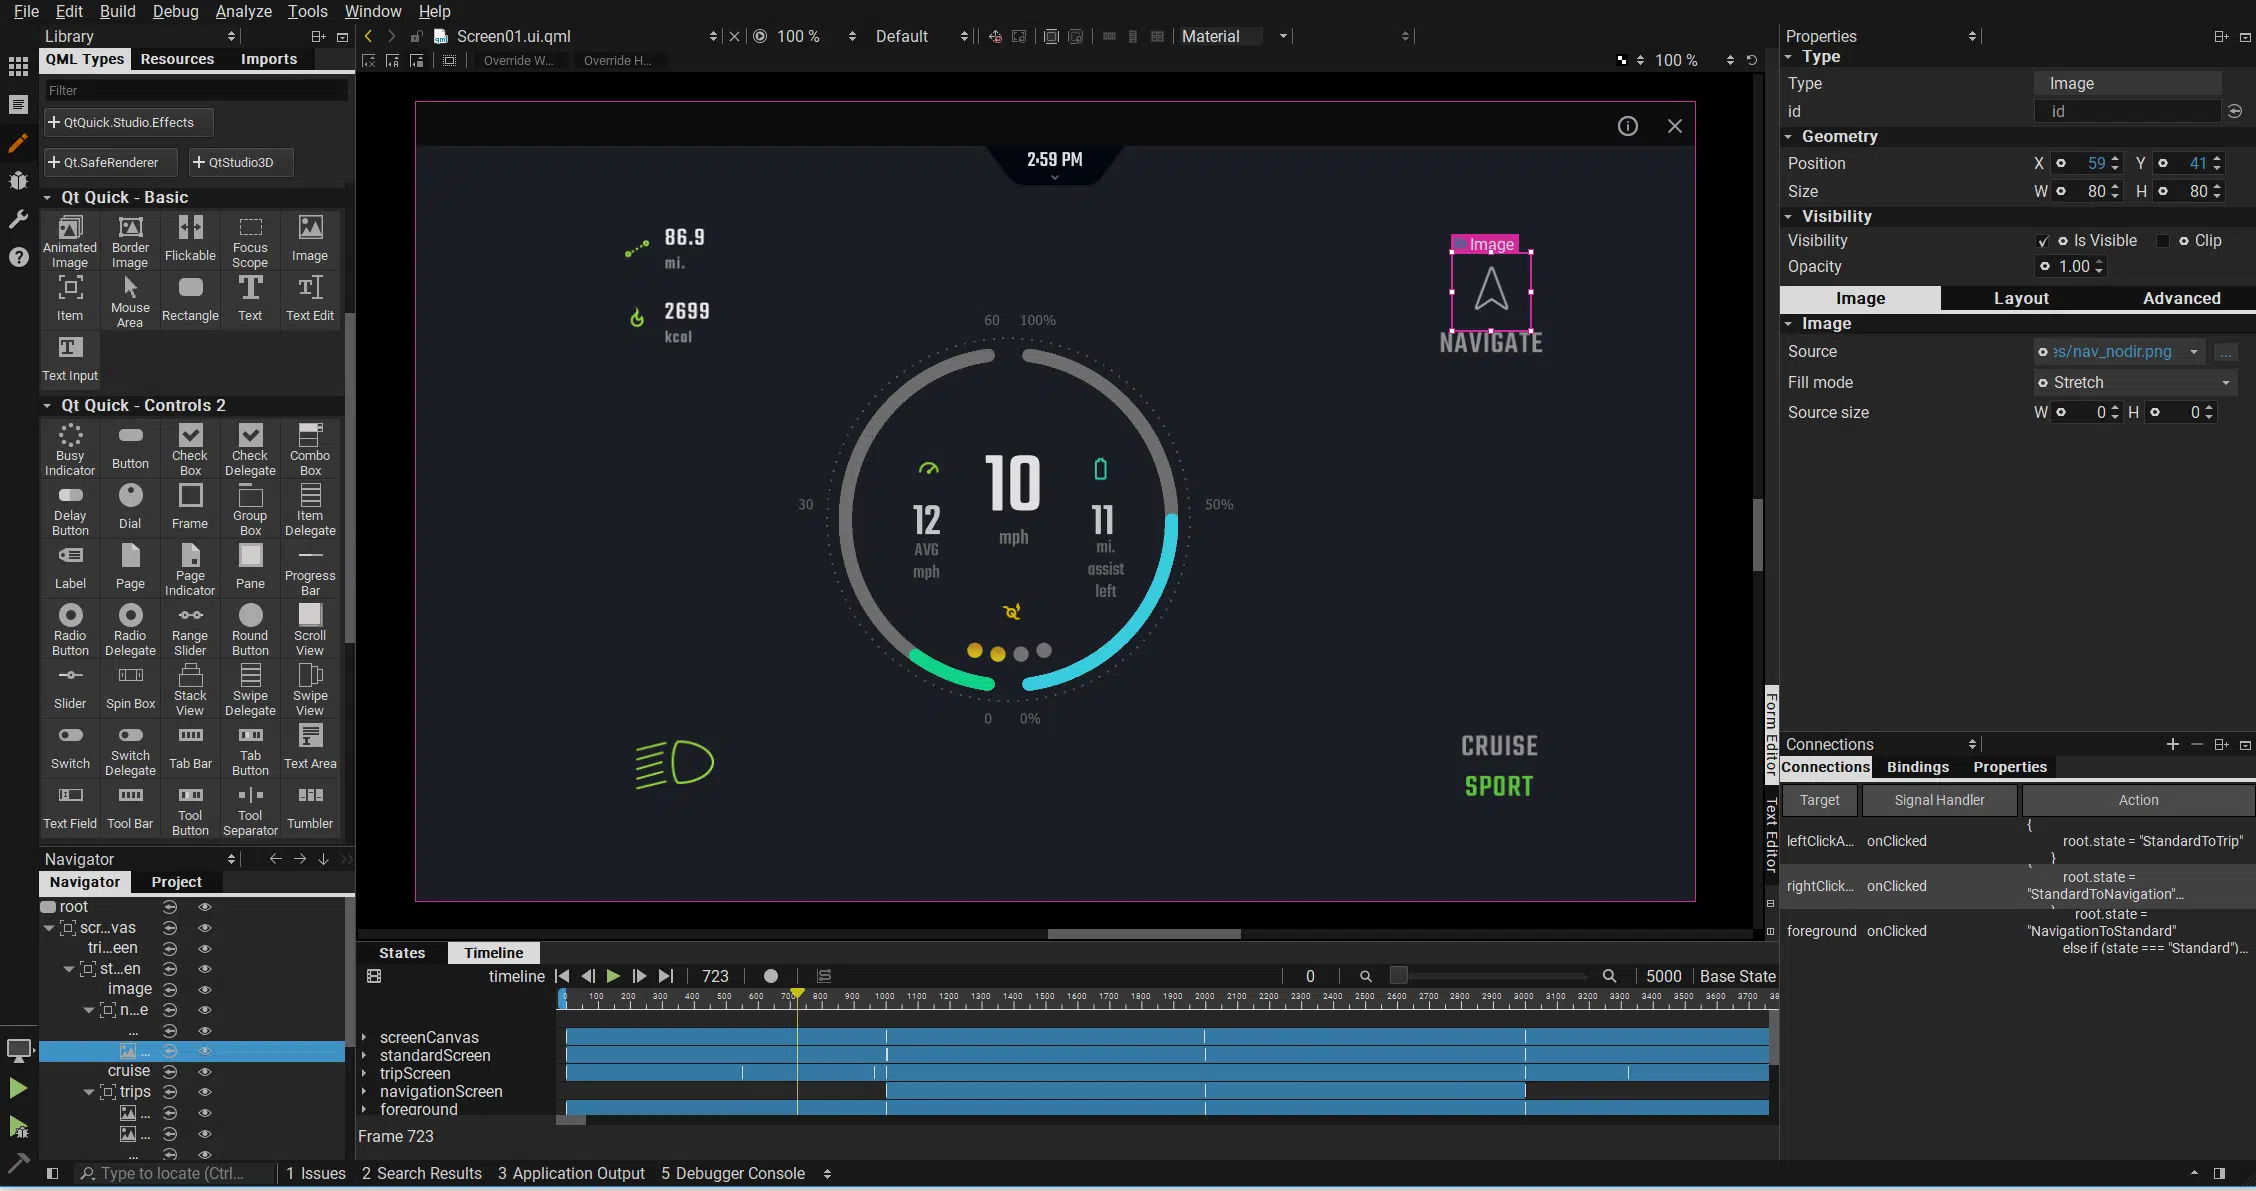 File Edit Build Debug Analyze Tools Window Help
Library
QML Types Resources Imports
Filter
QtQuick.Studio.Effects
Qt.SafeRenderer QtStudio3D
Qt Quick - Basic
Animated Image Border Image Flickable Focus Scope Image
Item Mouse Area Rectangle Text Text Edit
Text Input
Qt Quick - Controls 2
Busy Indicator Button Check Box Check Delegate Combo Box
Delay Button Dial Frame Group Box Item Delegate
Label Page Page Indicator Pane Progress Bar
Radio Button Radio Delegate Range Slider Round Button Scroll View
Slider Spin Box Stack View Swipe Delegate Swipe View
Switch Switch Delegate Tab Bar Tab Button Text Area
Text Field Tool Bar Tool Button Tool Separator Tumbler
Navigator
Navigator Project
root
scr...vas
tri...een
st...en
image
n...e
...
...
cruise
trips
...
...
...
Screen01.ui.qml 100 % Default Material
Override W... Override H... 100 %
2:59 PM
86.9
mi.
2699
kcal
Image
NAVIGATE
60 100%
30 50%
10
mph
12
AVG
mph
11
mi.
assist
left
0 0%
CRUISE
SPORT
Form Editor
Text Editor
States Timeline
timeline 723 0 5000 Base State
0 100 200 300 400 500 600 700 800 900 1000 1100 1200 1300 1400 1500 1600 1700 1800 1900 2000 2100 2200 2300 2400 2500 2600 2700 2800 2900 3000 3100 3200 3300 3400 3500 3600 3700
screenCanvas
standardScreen
tripScreen
navigationScreen
foreground
Frame 723
Type to locate (Ctrl... 1 Issues 2 Search Results 3 Application Output 5 Debugger Console
Properties
Type
Type Image
id id
Geometry
Position X 59 Y 41
Size W 80 H 80
Visibility
Visibility Is Visible Clip
Opacity 1.00
Image Layout Advanced
Image
Source es/nav_nodir.png ...
Fill mode Stretch
Source size W 0 H 0
Connections
Connections Bindings Properties
Target Signal Handler Action
{
leftClickA... onClicked root.state = "StandardToTrip"
}
root.state =
rightClick... onClicked "StandardToNavigation"...
root.state =
foreground onClicked "NavigationToStandard"
else if (state === "Standard")...